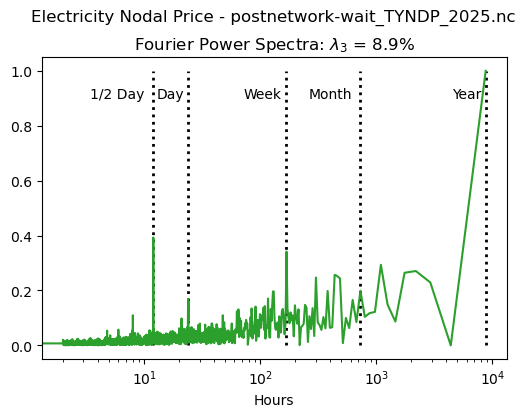 Electricity Nodal Price - postnetwork-wait_TYNDP_2025.nc
Fourier Power Spectra: λ₃ = 8.9%
1.0
0.8
0.6
0.4
0.2
0.0
1/2 Day
Day
Week
Month
Year
10¹
10²
10³
10⁴
Hours